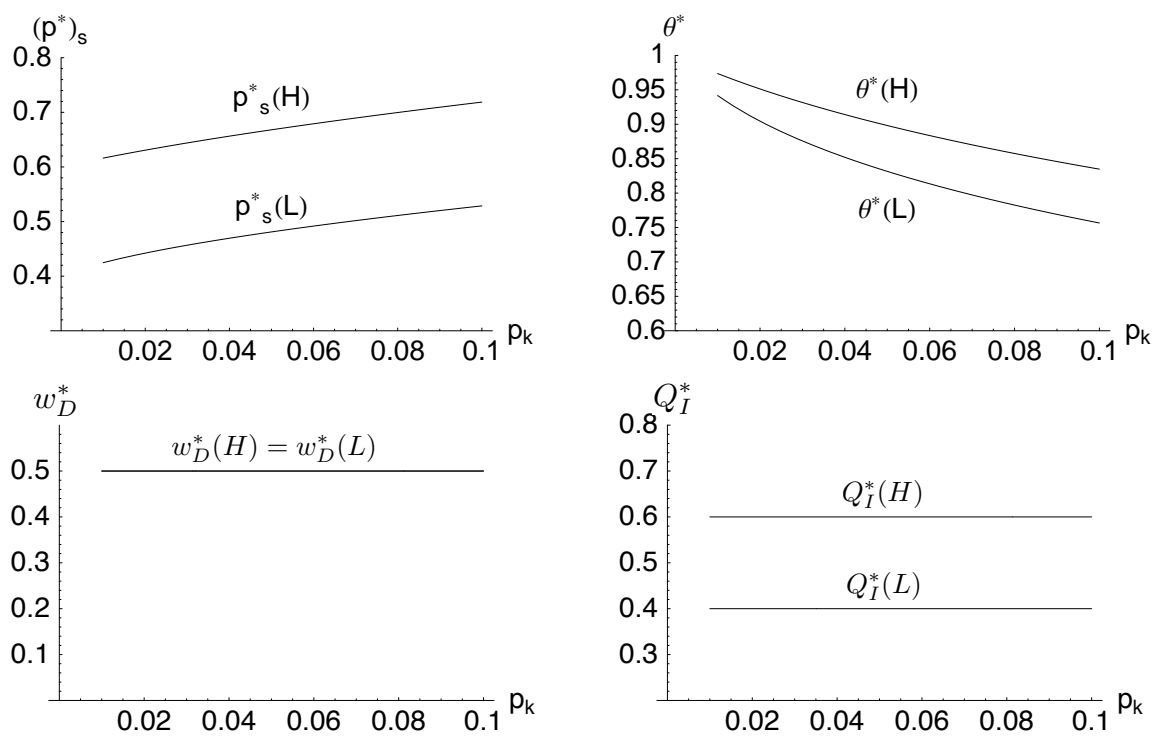 (p*)s
0.8
0.7
0.6
0.5
0.4
p*s(H)
p*s(L)
0.02 0.04 0.06 0.08 0.1 pk
θ*
1
0.95
0.9
0.85
0.8
0.75
0.7
0.65
0.6
θ*(H)
θ*(L)
0.02 0.04 0.06 0.08 0.1 pk
w*D
w*D(H) = w*D(L)
0.5
0.4
0.3
0.2
0.1
0.02 0.04 0.06 0.08 0.1 pk
Q*I
0.8
0.7
0.6
0.5
0.4
0.3
Q*I(H)
Q*I(L)
0.02 0.04 0.06 0.08 0.1 pk